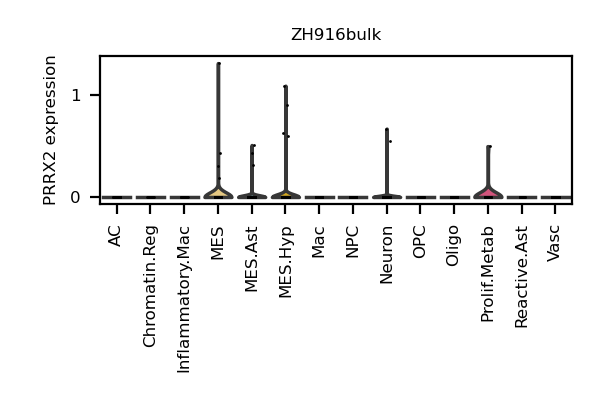 ZH916bulk
PRRX2 expression
1
0
AC
Chromatin.Reg
Inflammatory.Mac
MES
MES.Ast
MES.Hyp
Mac
NPC
Neuron
OPC
Oligo
Prolif.Metab
Reactive.Ast
Vasc